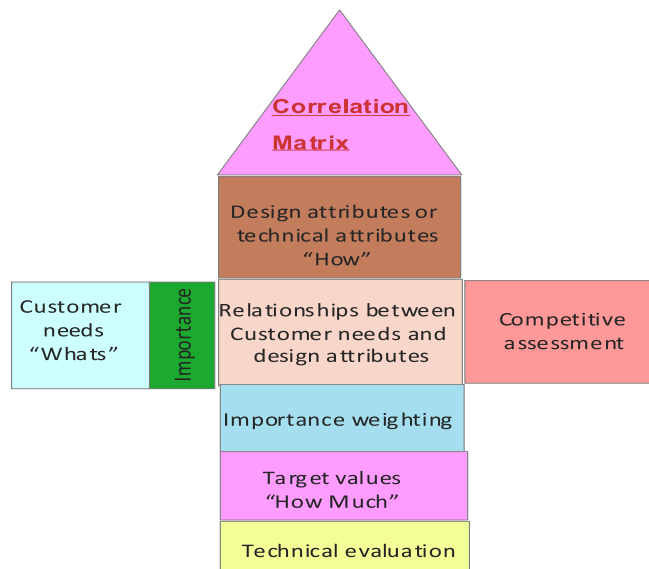 Correlation
Matrix
Design attributes or
technical attributes
“How”
Customer
needs
“Whats”
Importance
Relationships between
Customer needs and
design attributes
Competitive
assessment
Importance weighting
Target values
“How Much”
Technical evaluation